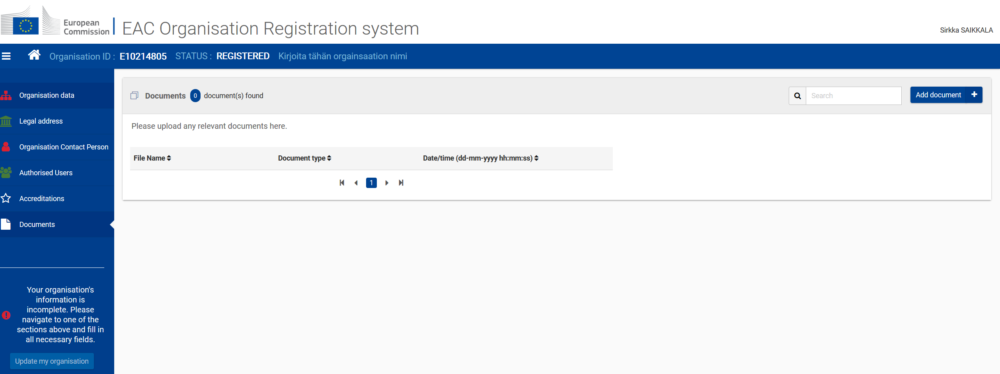 European
Commission
EAC Organisation Registration system
Sirkka SAIKKALA
Organisation ID : E10214805 STATUS : REGISTERED Kirjoita tähän orgainsaation nimi
Organisation data
Legal address
Organisation Contact Person
Authorised Users
Accreditations
Documents
Your organisation's
information is
incomplete. Please
navigate to one of the
sections above and fill in
all necessary fields.
Update my organisation
Documents 0 document(s) found
Search
Add document +
Please upload any relevant documents here.
File Name Document type Date/time (dd-mm-yyyy hh:mm:ss)
1